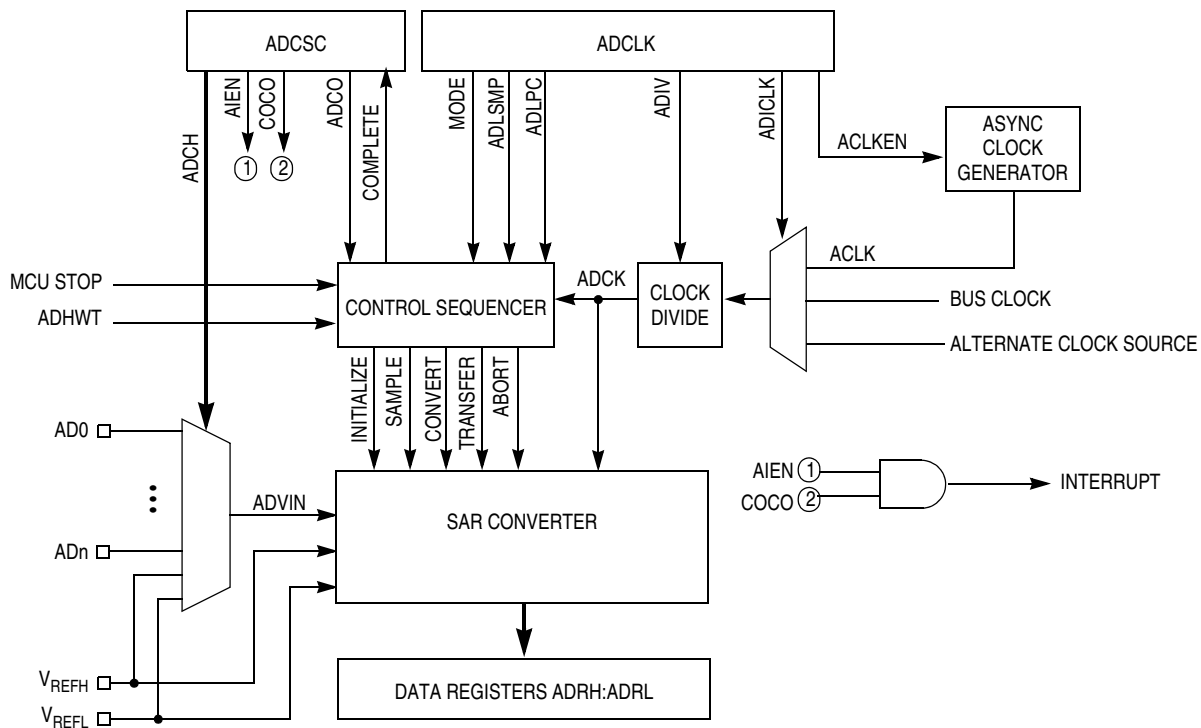 ADCSC
ADCLK
ADCH
AIEN
COCO
ADCO
COMPLETE
MODE
ADLSMP
ADLPC
ADIV
ADICLK
ACLKEN
ASYNC
CLOCK
GENERATOR
1
2
MCU STOP
ADHWT
CONTROL SEQUENCER
ADCK
CLOCK
DIVIDE
ACLK
BUS CLOCK
ALTERNATE CLOCK SOURCE
INITIALIZE
SAMPLE
CONVERT
TRANSFER
ABORT
AD0
•••
ADn
ADVIN
SAR CONVERTER
AIEN 1
COCO 2
INTERRUPT
VREFH
VREFL
DATA REGISTERS ADRH:ADRL